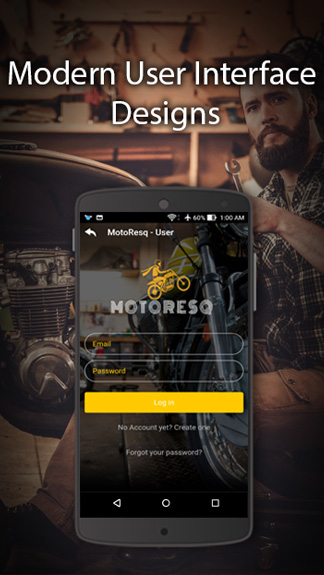 Modern User Interface
Designs
60% 1:00 AM
MotoResq - User
MOTORESQ
Email
Password
Log in
No Account yet? Create one
Forgot your password?